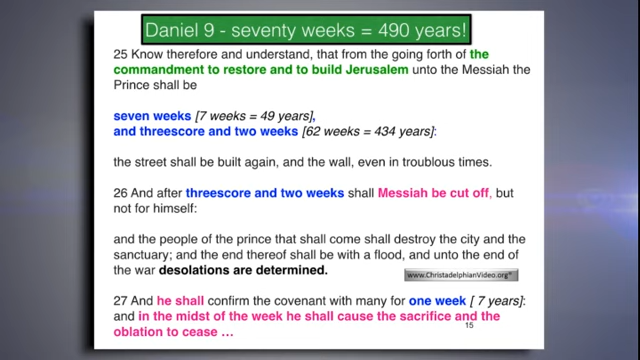 Daniel 9 - seventy weeks = 490 years!
25 Know therefore and understand, that from the going forth of the
commandment to restore and to build Jerusalem unto the Messiah the
Prince shall be
seven weeks [7 weeks = 49 years],
and threescore and two weeks [62 weeks = 434 years]:
the street shall be built again, and the wall, even in troublous times.
26 And after threescore and two weeks shall Messiah be cut off, but
not for himself:
and the people of the prince that shall come shall destroy the city and the
sanctuary; and the end thereof shall be with a flood, and unto the end of
the war desolations are determined.
www.ChristadelphianVideo.org®
27 And he shall confirm the covenant with many for one week [ 7 years]:
and in the midst of the week he shall cause the sacrifice and the
oblation to cease …
15